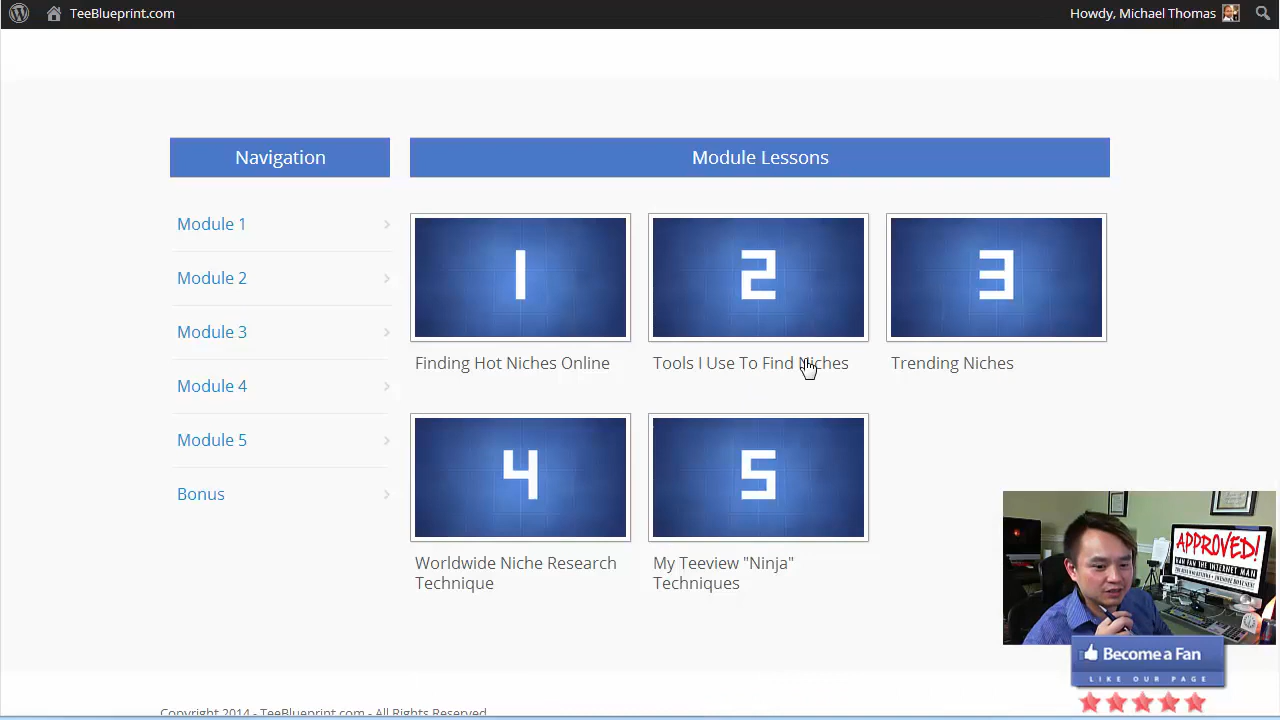 TeeBlueprint.com
Howdy, Michael Thomas
Navigation
Module Lessons
Module 1
Module 2
Module 3
Module 4
Module 5
Bonus
1
2
3
Finding Hot Niches Online
Tools I Use To Find Niches
Trending Niches
4
5
Worldwide Niche Research
Technique
My Teeview "Ninja"
Techniques
APPROVED!
Become a Fan
LIKE OUR PAGE
Copyright 2014 - TeeBlueprint.com - All Rights Reserved